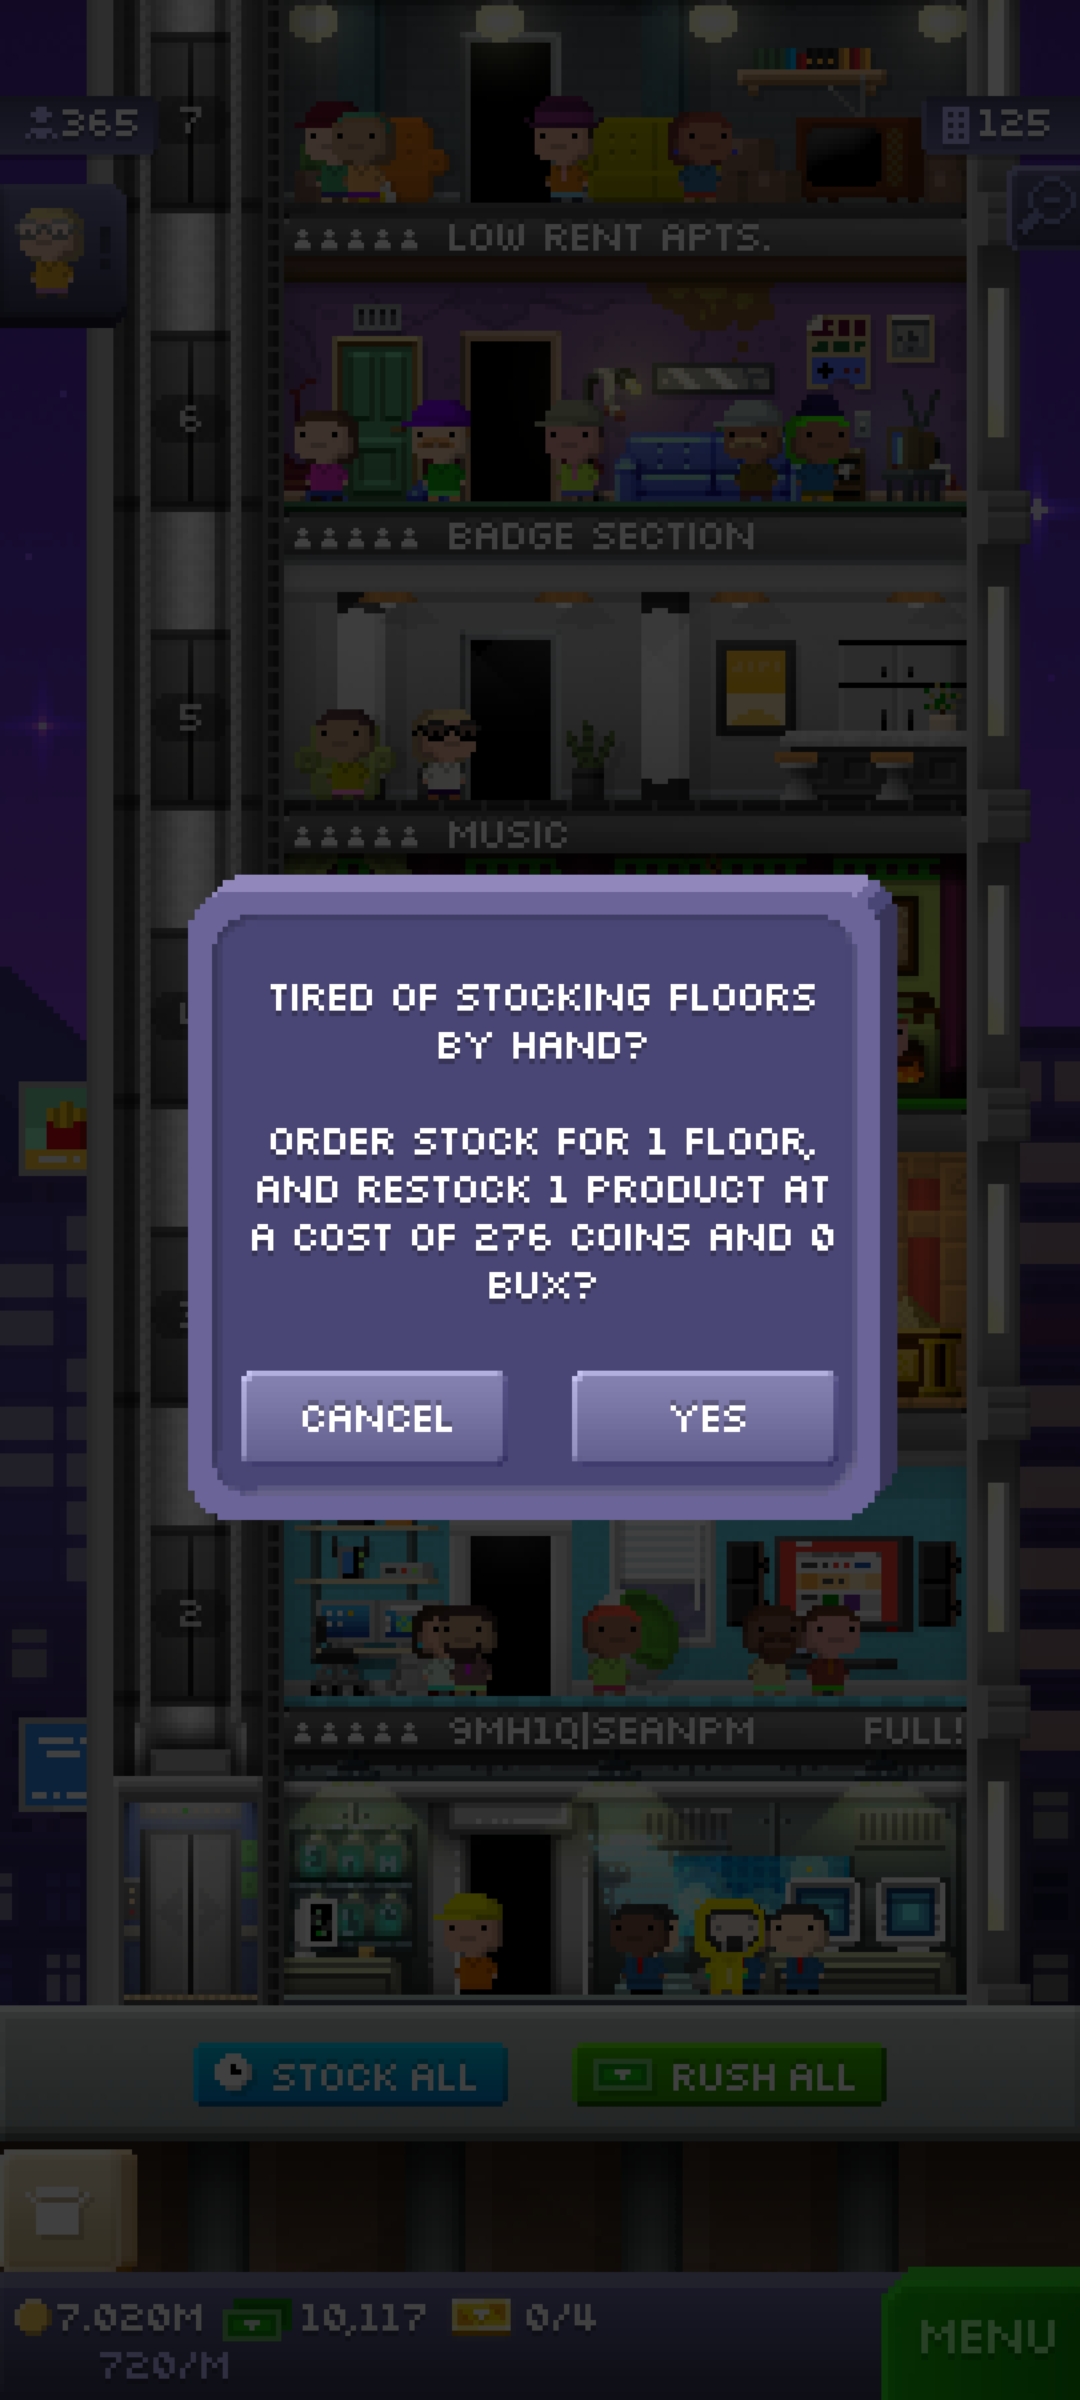 365
7
125
LOW RENT APTS.
6
BADGE SECTION
5
MUSIC
TIRED OF STOCKING FLOORS
BY HAND?
ORDER STOCK FOR 1 FLOOR,
AND RESTOCK 1 PRODUCT AT
A COST OF 276 COINS AND 0
BUX?
CANCEL
YES
2
9MH1Q|SEANPM
FULL!
STOCK ALL
RUSH ALL
7.020M
10,117
0/4
720/M
MENU